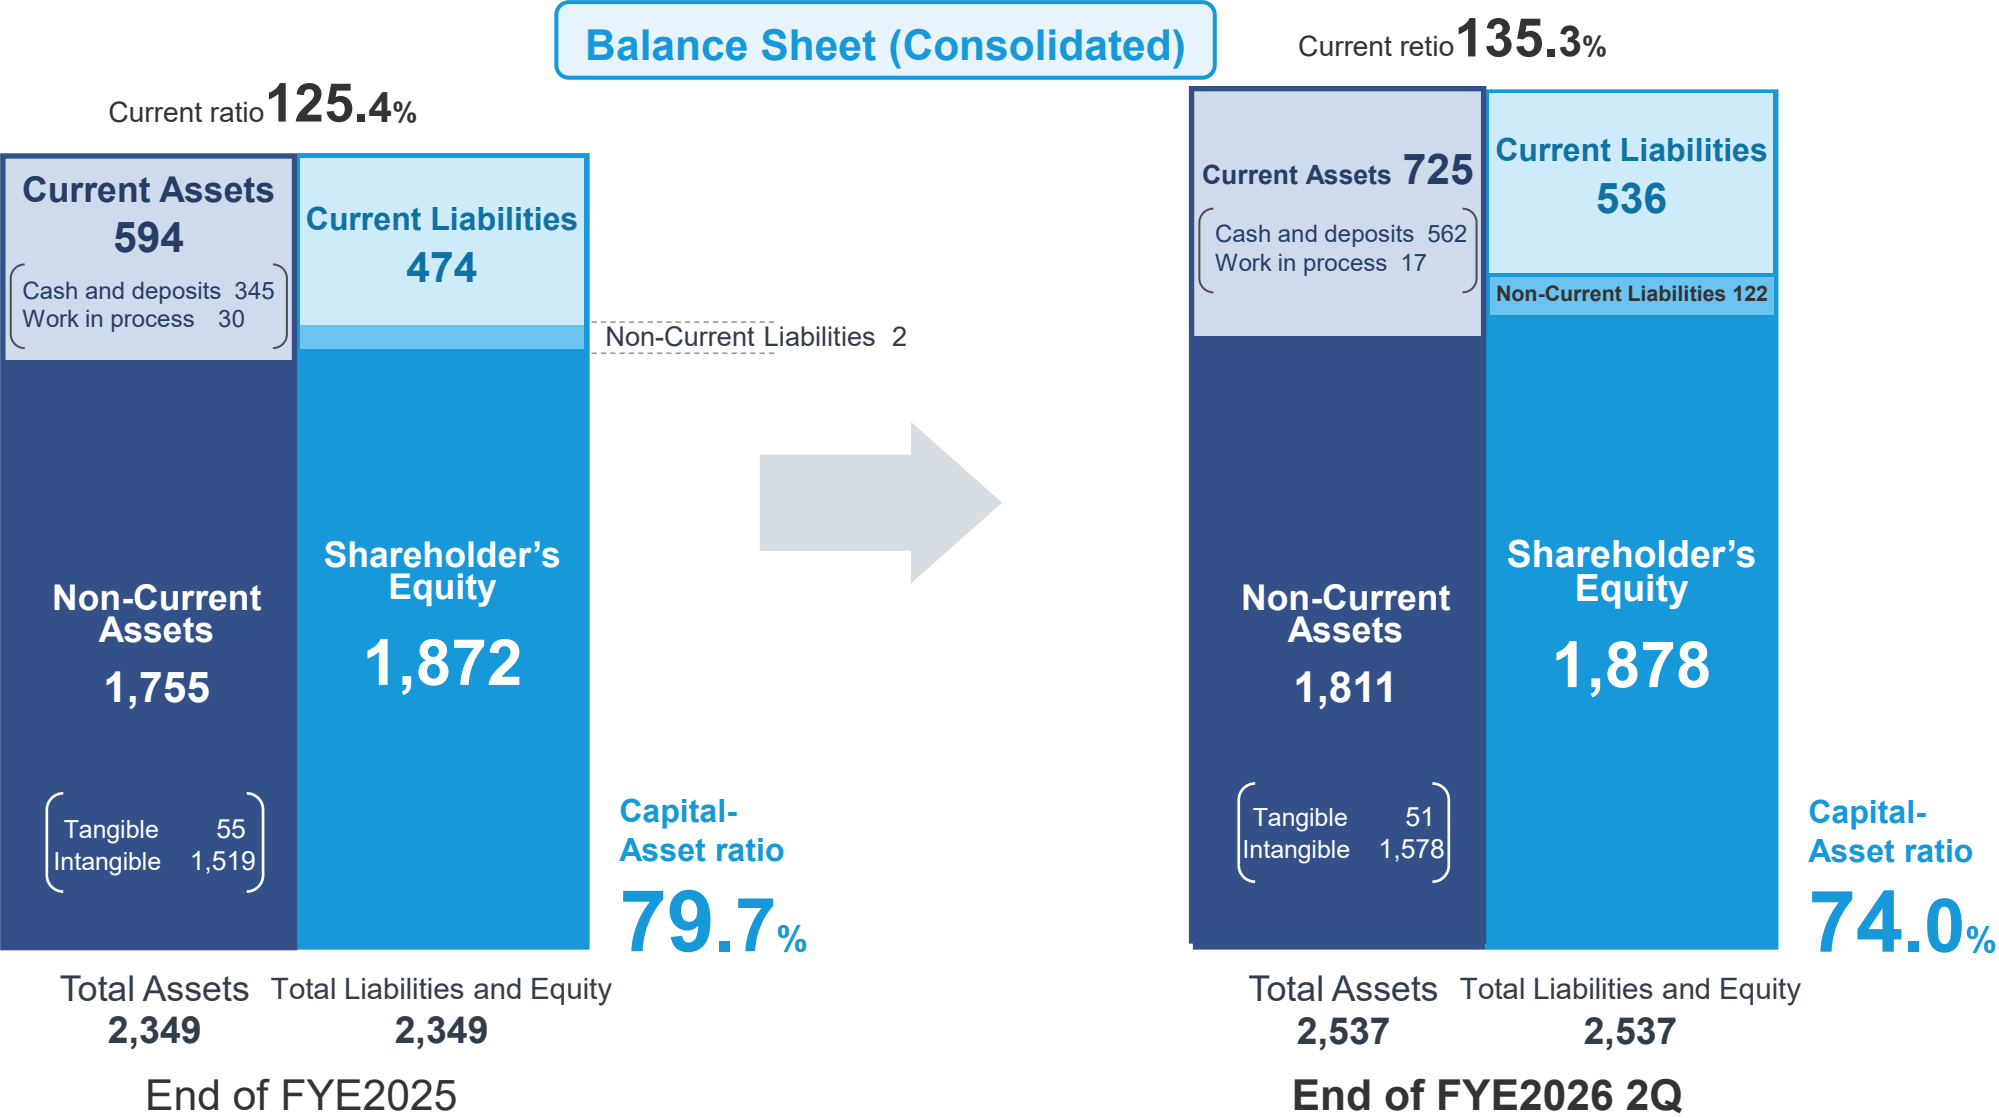 Balance Sheet (Consolidated)
Current ratio 125.4%
Current Assets
594
Cash and deposits 345
Work in process 30
Current Liabilities
474
Non-Current Liabilities 2
Non-Current
Assets
1,755
Tangible 55
Intangible 1,519
Shareholder’s
Equity
1,872
Capital-
Asset ratio
79.7%
Total Assets
2,349
Total Liabilities and Equity
2,349
End of FYE2025
Current retio 135.3%
Current Assets 725
Cash and deposits 562
Work in process 17
Current Liabilities
536
Non-Current Liabilities 122
Non-Current
Assets
1,811
Tangible 51
Intangible 1,578
Shareholder’s
Equity
1,878
Capital-
Asset ratio
74.0%
Total Assets
2,537
Total Liabilities and Equity
2,537
End of FYE2026 2Q